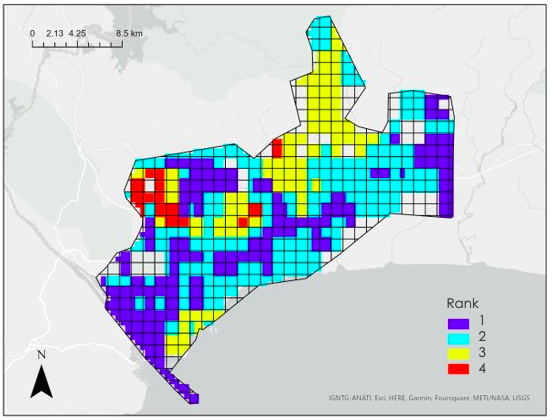 0 2.13 4.25 8.5 km
Rank
1
2
3
4
N
IGNTG-ANATI, Esri, HERE, Garmin, Foursquare, METI/NASA, USGS